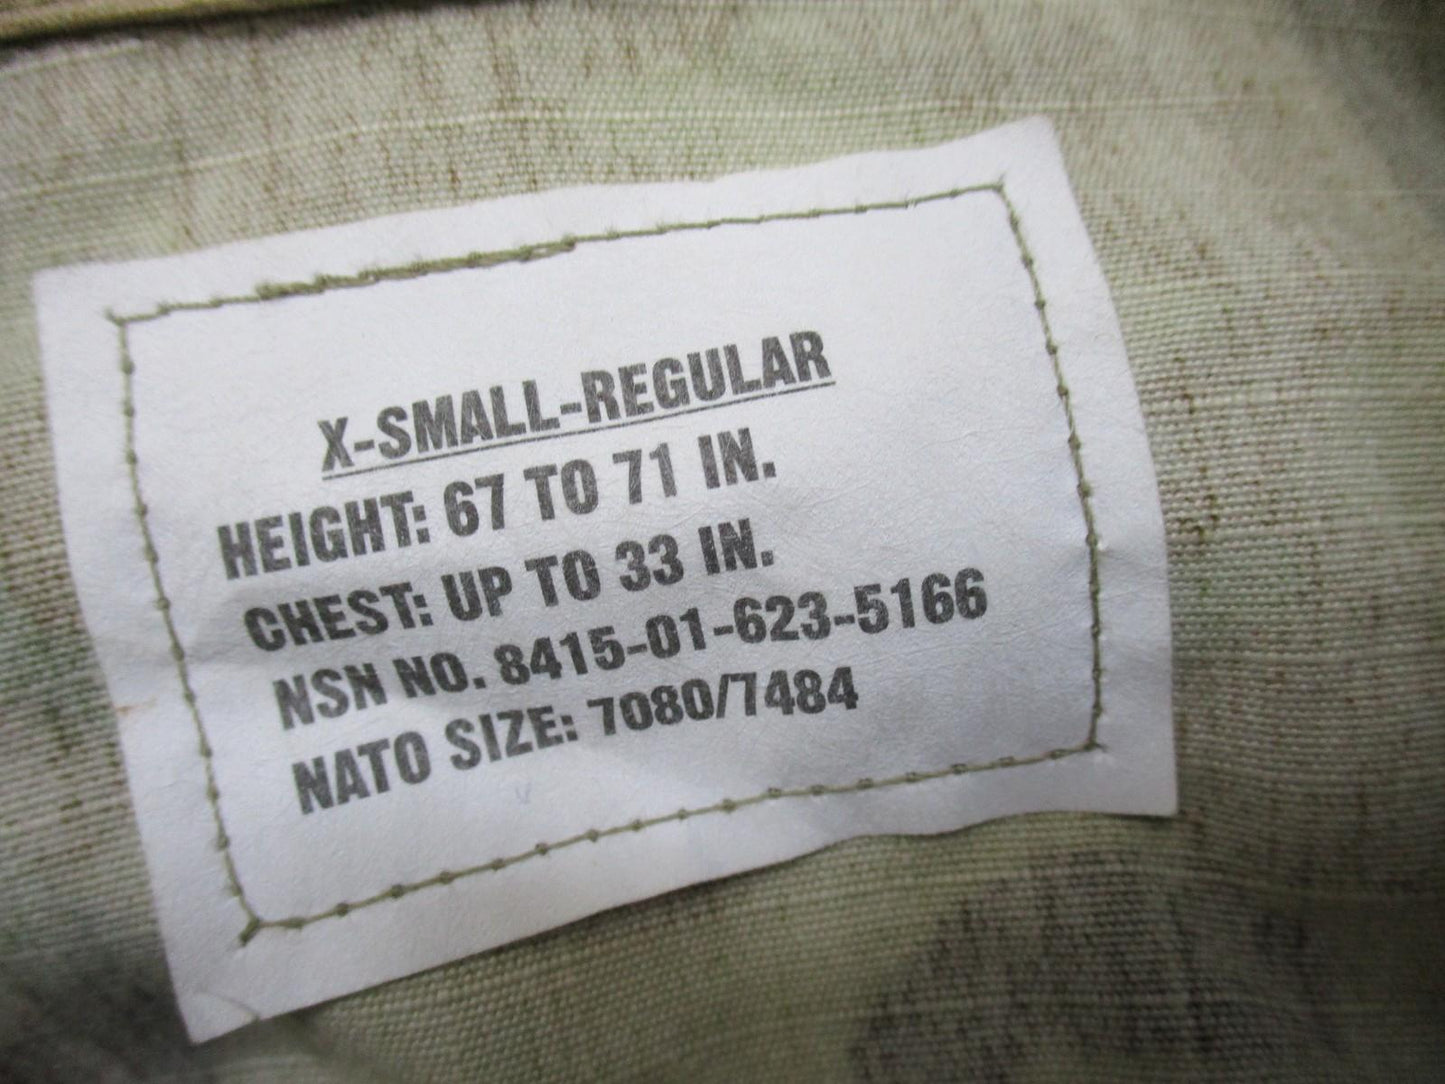 X-SMALL-REGULAR
HEIGHT: 67 TO 71 IN.
CHEST: UP TO 33 IN.
NSN NO. 8415-01-623-5166
NATO SIZE: 7080/7484